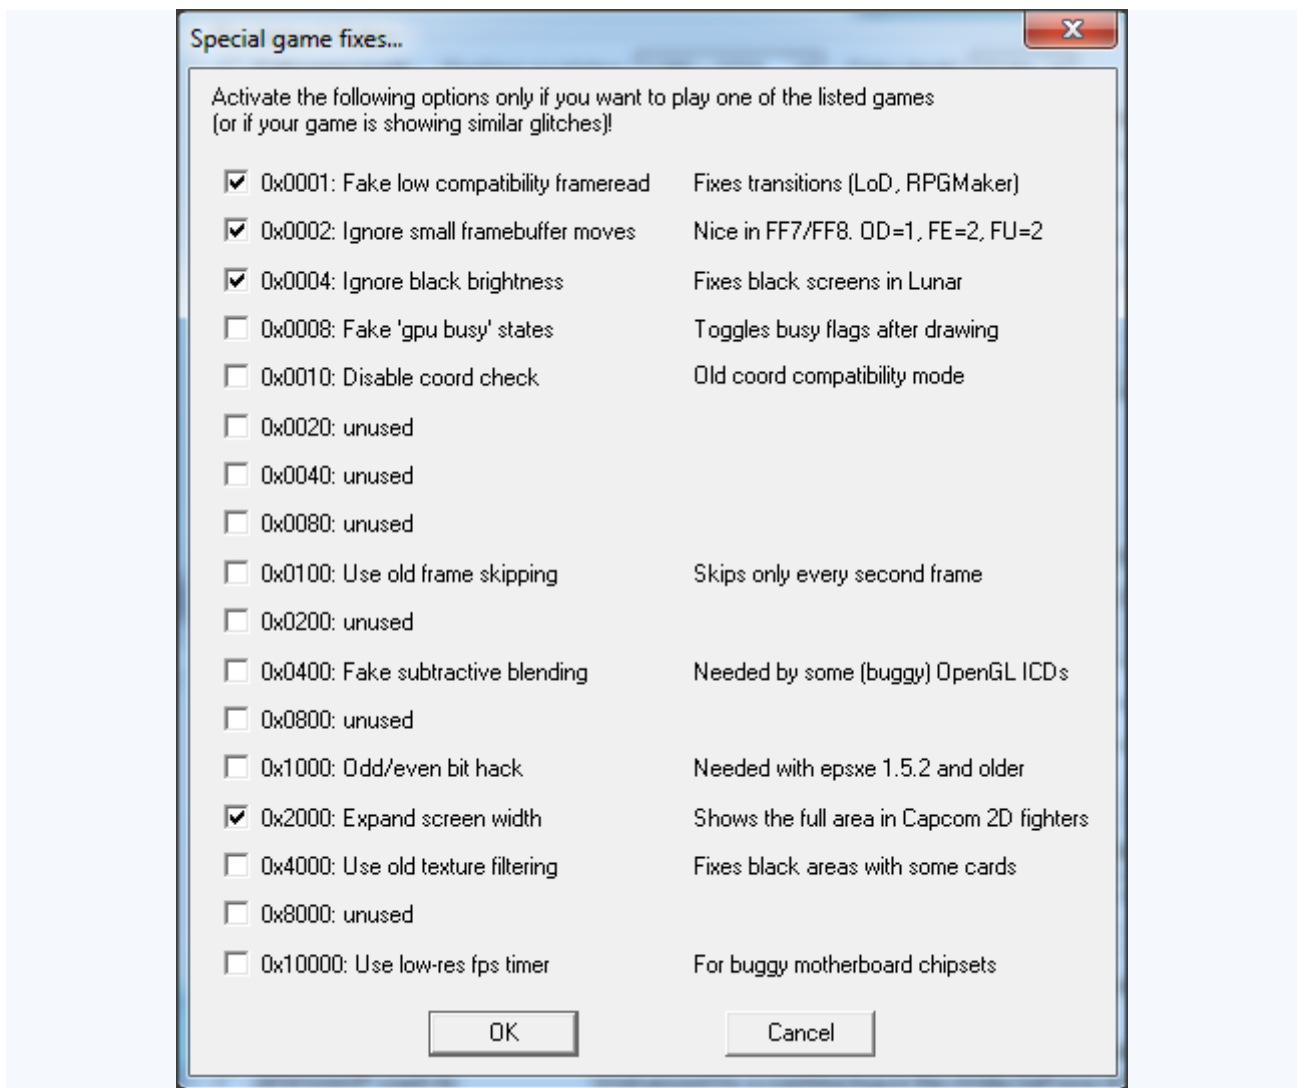 Special game fixes...
Activate the following options only if you want to play one of the listed games
(or if your game is showing similar glitches)!
0x0001: Fake low compatibility frameread Fixes transitions (LoD, RPGMaker)
0x0002: Ignore small framebuffer moves Nice in FF7/FF8. OD=1, FE=2, FU=2
0x0004: Ignore black brightness Fixes black screens in Lunar
0x0008: Fake 'gpu busy' states Toggles busy flags after drawing
0x0010: Disable coord check Old coord compatibility mode
0x0020: unused
0x0040: unused
0x0080: unused
0x0100: Use old frame skipping Skips only every second frame
0x0200: unused
0x0400: Fake subtractive blending Needed by some (buggy) OpenGL ICDs
0x0800: unused
0x1000: Odd/even bit hack Needed with epsxe 1.5.2 and older
0x2000: Expand screen width Shows the full area in Capcom 2D fighters
0x4000: Use old texture filtering Fixes black areas with some cards
0x8000: unused
0x10000: Use low-res fps timer For buggy motherboard chipsets
OK Cancel